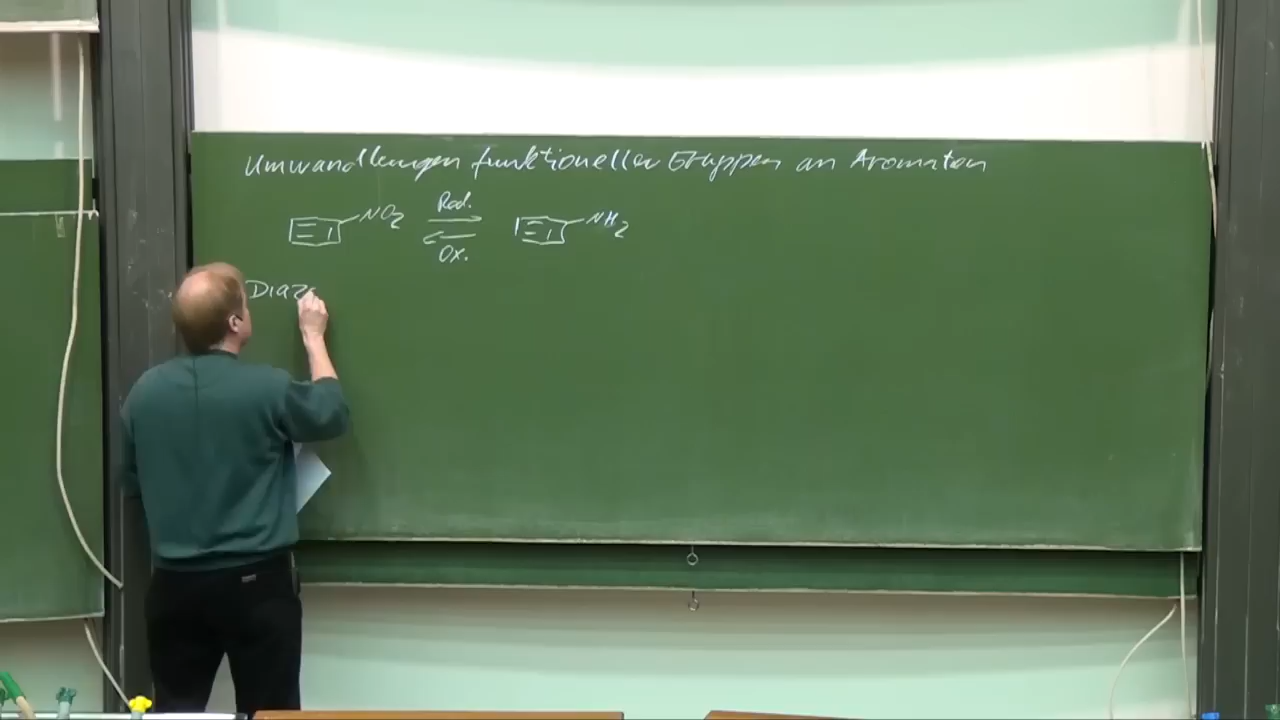 Umwandlungen funktioneller Gruppen an Aromaten
NO2 Red. NH2
Ox.
Diaz